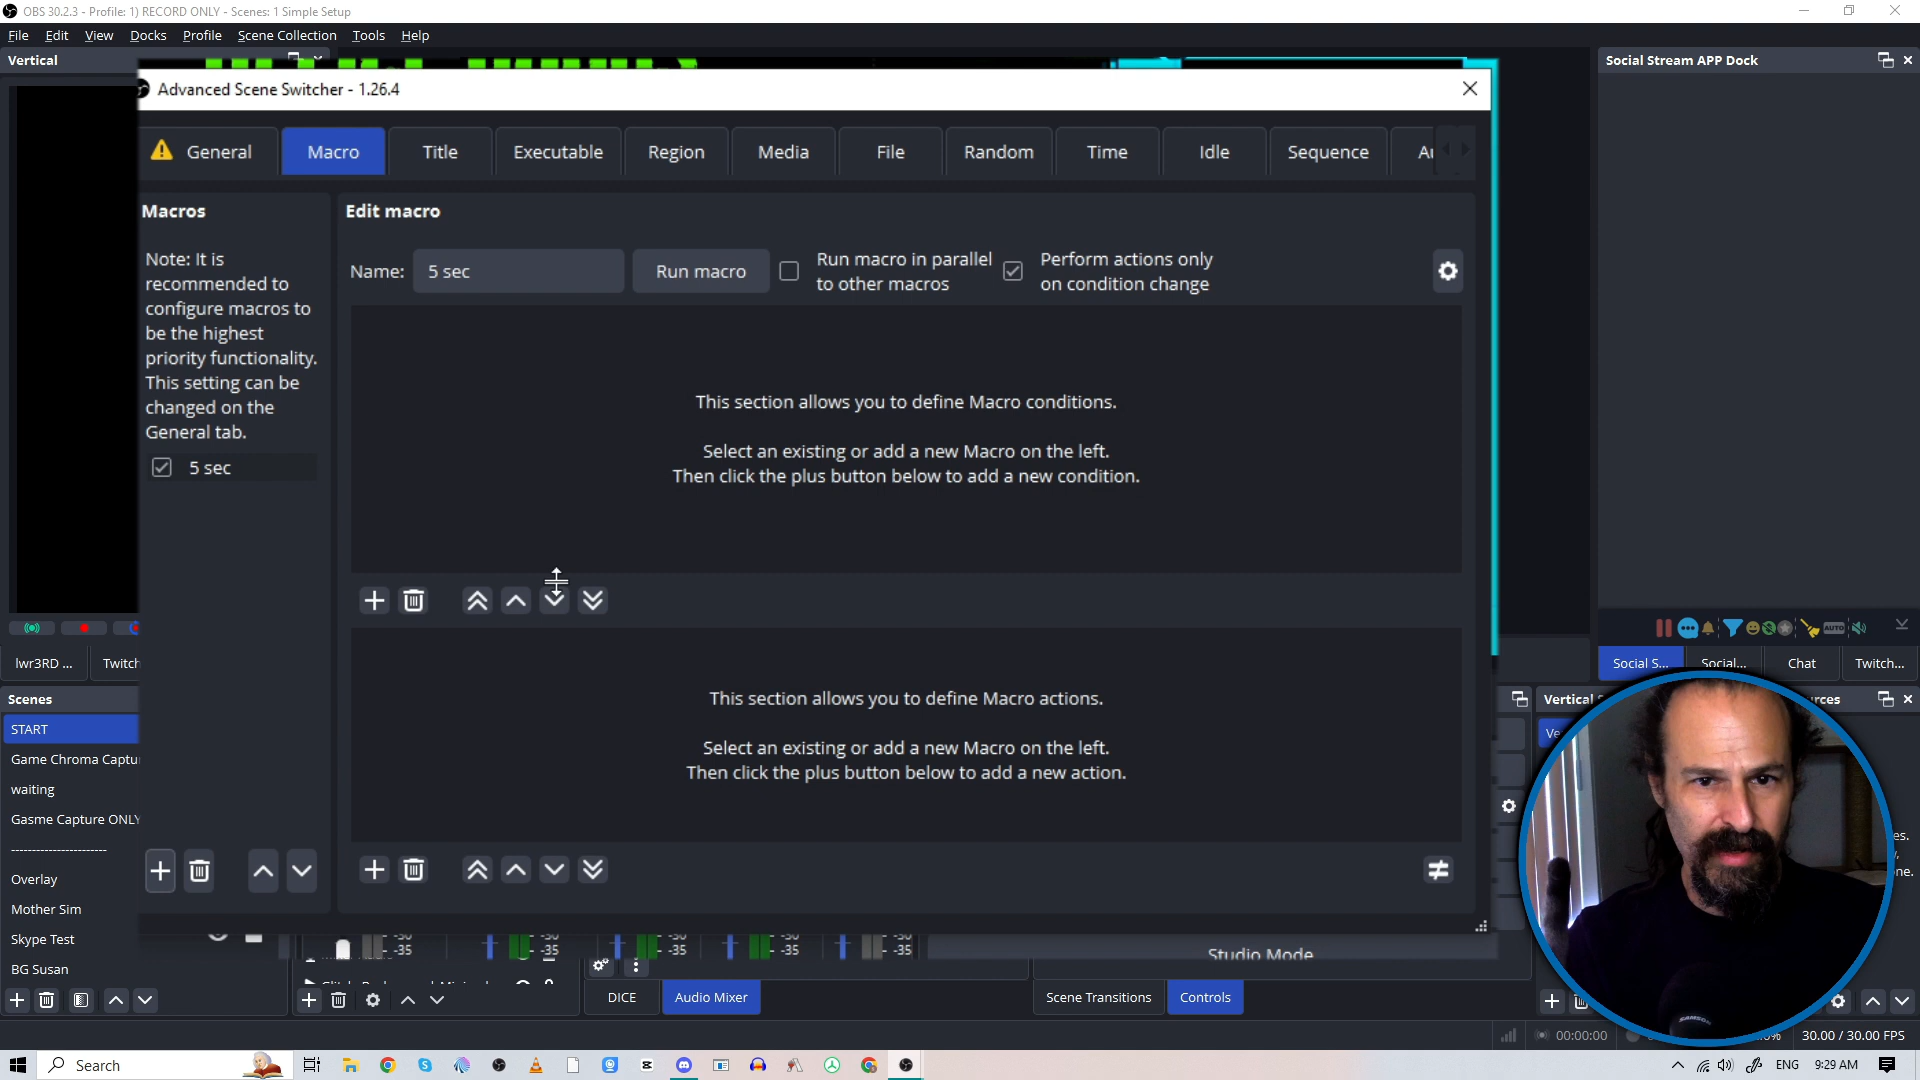 OBS 30.2.3 - Profile: 1) RECORD ONLY - Scenes: 1 Simple Setup
File Edit View Docks Profile Scene Collection Tools Help
Vertical
Social Stream APP Dock
Advanced Scene Switcher - 1.26.4
General Macro Title Executable Region Media File Random Time Idle Sequence
Macros
Edit macro
Note: It is
recommended to
configure macros to
be the highest
priority functionality.
This setting can be
changed on the
General tab.
5 sec
Name: 5 sec
Run macro
Run macro in parallel
to other macros
Perform actions only
on condition change
This section allows you to define Macro conditions.
Select an existing or add a new Macro on the left.
Then click the plus button below to add a new condition.
This section allows you to define Macro actions.
Select an existing or add a new Macro on the left.
Then click the plus button below to add a new action.
AUTO
lwr3RD ... Twitch
Social S... Social... Chat Twitch...
Scenes
START
Game Chroma Captu
waiting
Gasme Capture ONLY
------------------------
Overlay
Mother Sim
Skype Test
BG Susan
Vertical
-35 -35 -35 -35 -35
Studio Mode
DICE Audio Mixer
Scene Transitions Controls
SAMSON
00:00:00
30.00 / 30.00 FPS
Search
ENG 9:29 AM